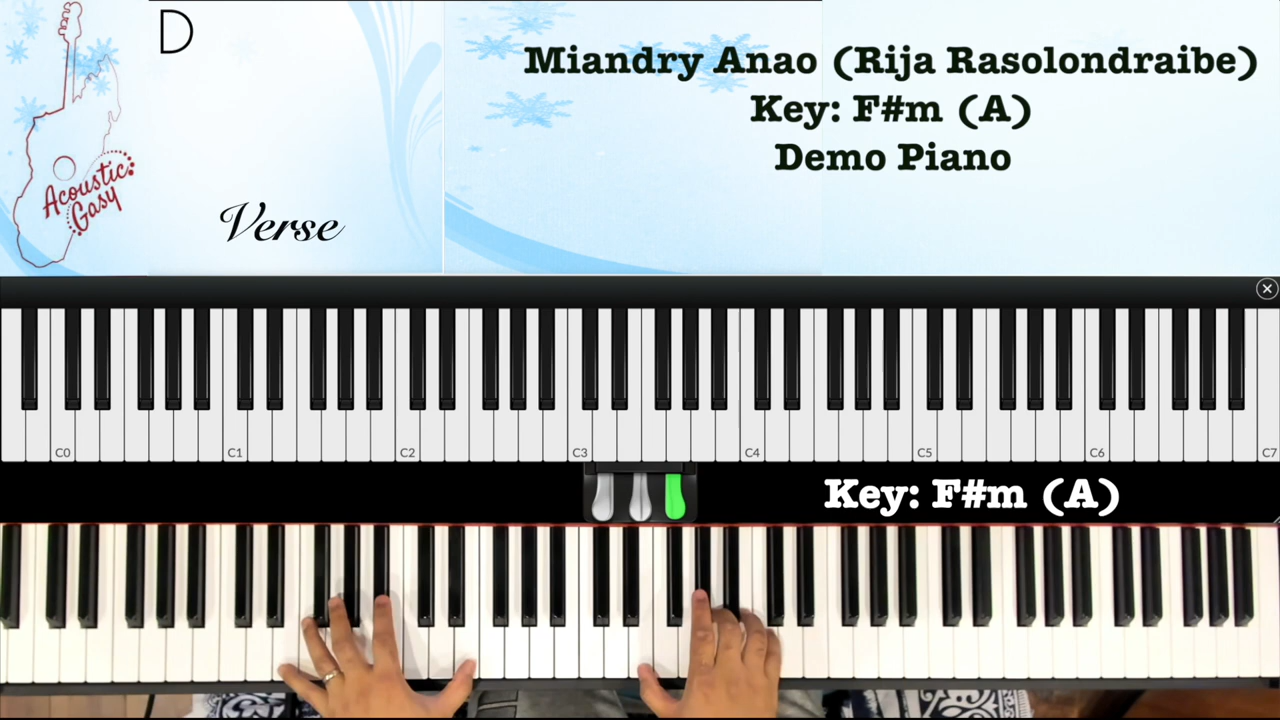 D
Verse
Acoustic
Gasy
Miandry Anao (Rija Rasolondraibe)
Key: F#m (A)
Demo Piano
C0 C1 C2 C3 C4 C5 C6 C7
Key: F#m (A)